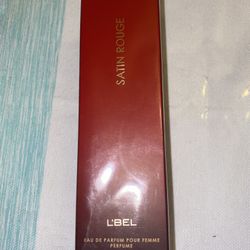 SATIN ROUGE
L'BEL
EAU DE PARFUM POUR FEMME
PERFUME